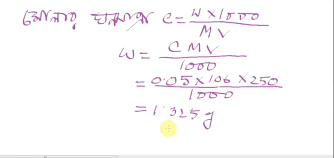 মোলার ঘনমাত্রা C = W×1000 / MV
W = CMV / 1000
= 0.05×106×250 / 1000
= 1.325 g